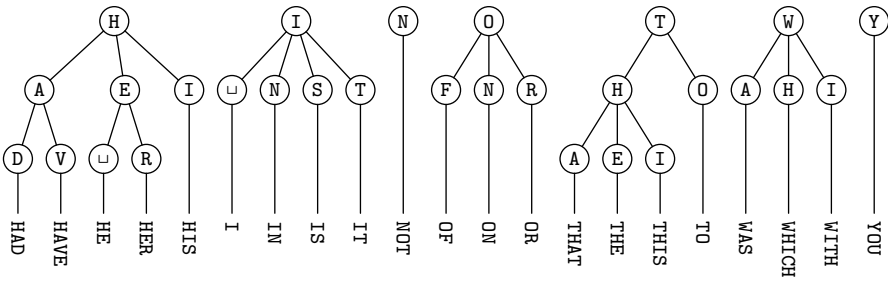 H I N O T W Y
A E I ␣ N S T F N R H O A H I
D V ␣ R A E I
HAD HAVE HE HER HIS I IN IS IT NOT OF ON OR THAT THE THIS TO WAS WHICH WITH YOU